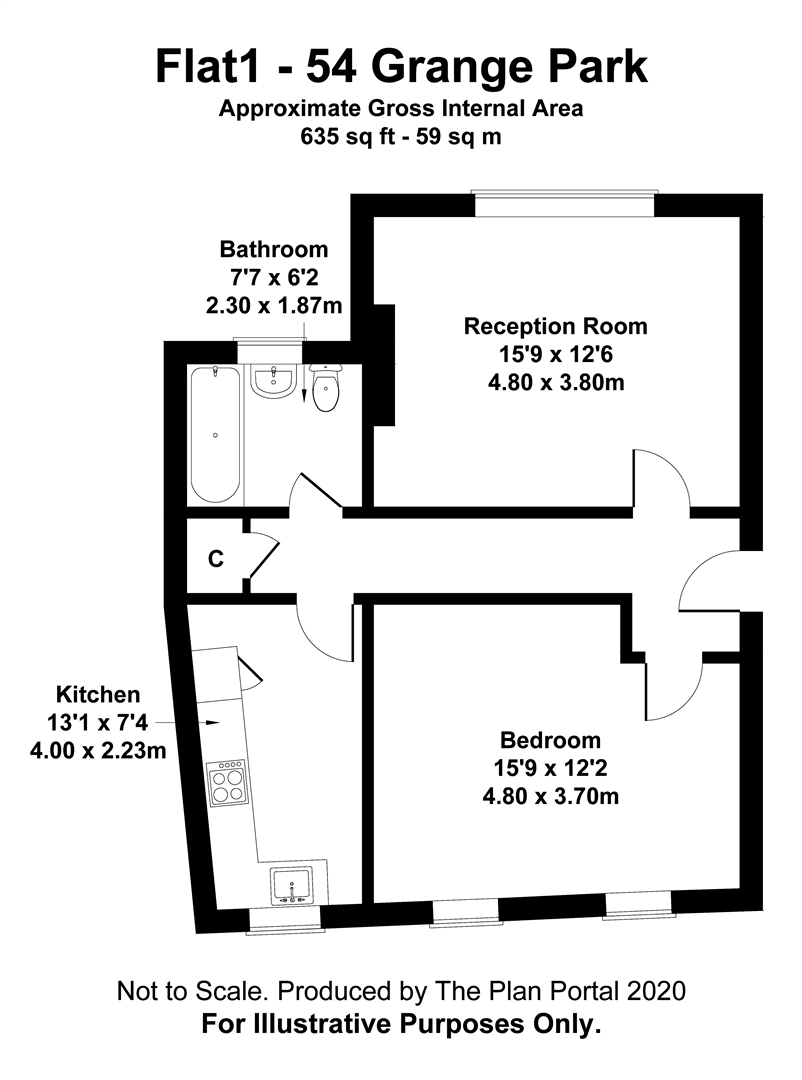 Flat1 - 54 Grange Park
Approximate Gross Internal Area
635 sq ft - 59 sq m
Bathroom
7'7 x 6'2
2.30 x 1.87m
Reception Room
15'9 x 12'6
4.80 x 3.80m
C
Kitchen
13'1 x 7'4
4.00 x 2.23m
Bedroom
15'9 x 12'2
4.80 x 3.70m
Not to Scale. Produced by The Plan Portal 2020
For Illustrative Purposes Only.